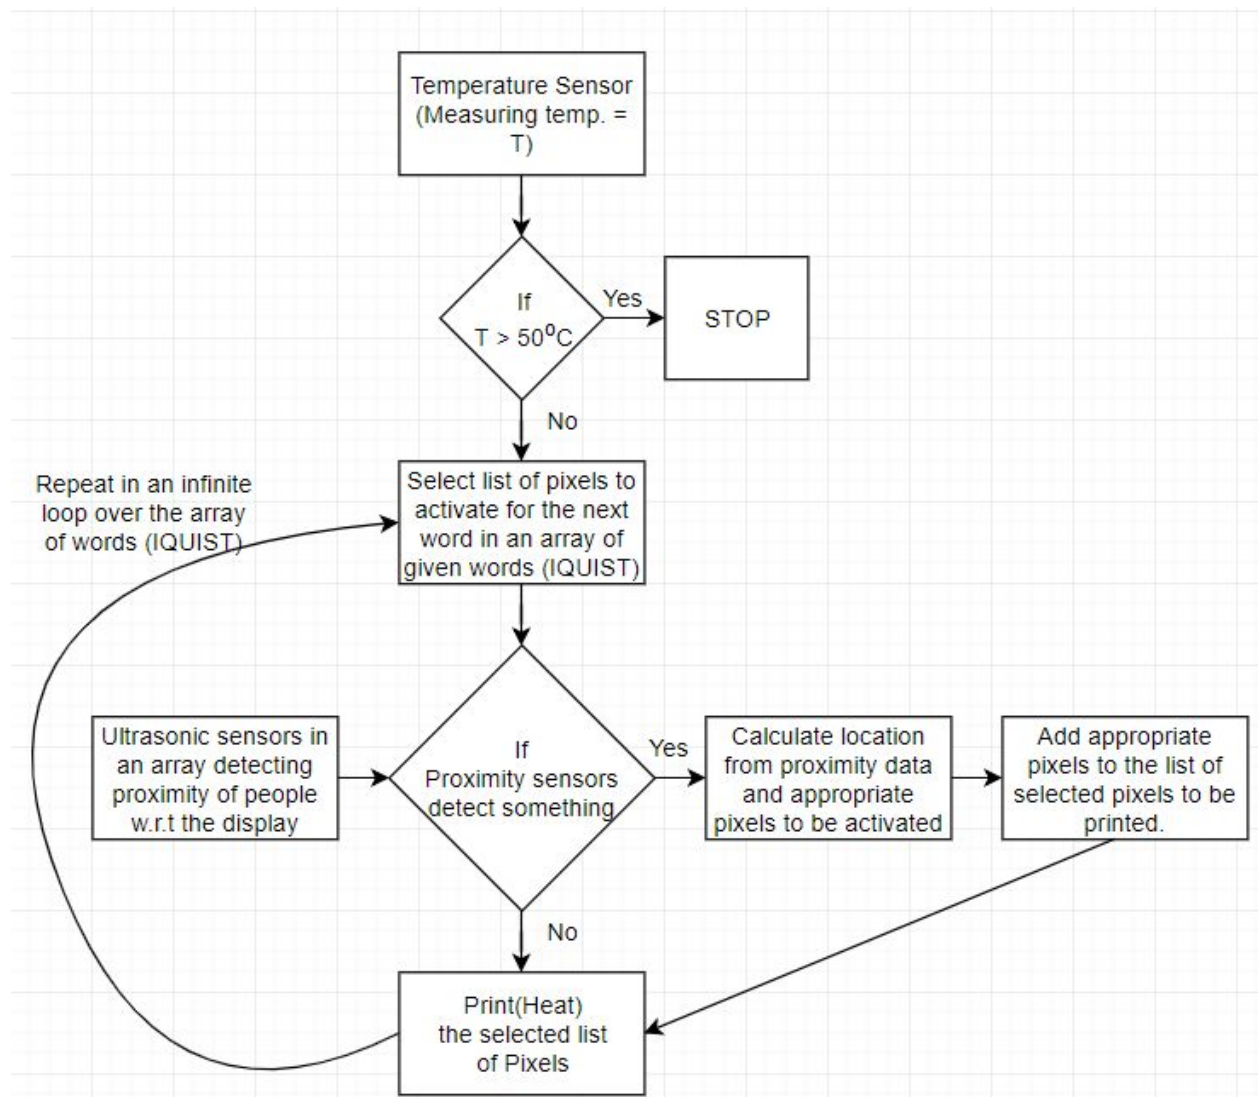 Temperature Sensor
(Measuring temp. =
T)
If
T > 50⁰C
Yes
STOP
No
Repeat in an infinite
loop over the array
of words (IQUIST)
Select list of pixels to
activate for the next
word in an array of
given words (IQUIST)
Ultrasonic sensors in
an array detecting
proximity of people
w.r.t the display
If
Proximity sensors
detect something
Yes
Calculate location
from proximity data
and appropriate
pixels to be activated
Add appropriate
pixels to the list of
selected pixels to be
printed.
No
Print(Heat)
the selected list
of Pixels